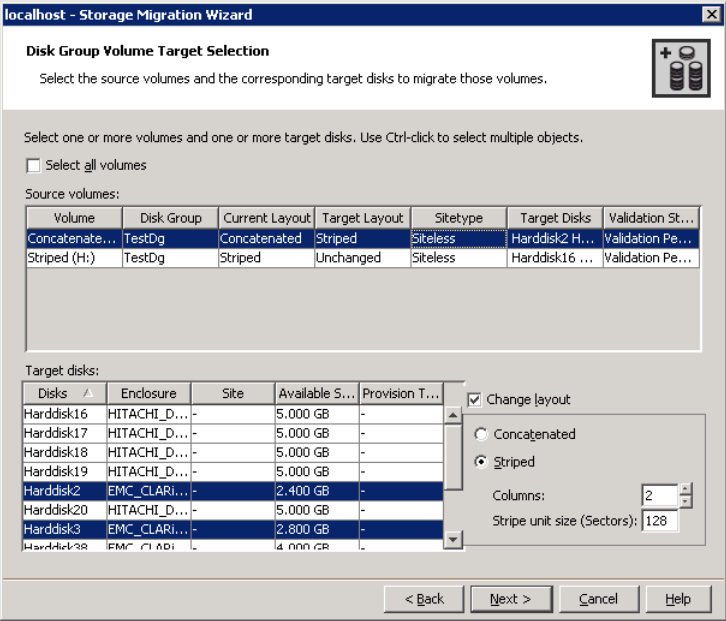 localhost - Storage Migration Wizard
Disk Group Volume Target Selection
Select the source volumes and the corresponding target disks to migrate those volumes.
Select one or more volumes and one or more target disks. Use Ctrl-click to select multiple objects.
Select all volumes
Source volumes:
Volume Disk Group Current Layout Target Layout Sitetype Target Disks Validation St...
Concatenate... TestDg Concatenated Striped Siteless Harddisk2 H... Validation Pe...
Striped (H:) TestDg Striped Unchanged Siteless Harddisk16 ... Validation Pe...
Target disks:
Disks Enclosure Site Available S... Provision T...
Harddisk16 HITACHI_D... - 5.000 GB -
Harddisk17 HITACHI_D... - 5.000 GB -
Harddisk18 HITACHI_D... - 5.000 GB -
Harddisk19 HITACHI_D... - 5.000 GB -
Harddisk2 EMC_CLARi... - 2.400 GB -
Harddisk20 HITACHI_D... - 5.000 GB -
Harddisk3 EMC_CLARi... - 2.800 GB -
Harddisk38 EMC_CLARi... - 4.000 GB -
Change layout
Concatenated
Striped
Columns: 2
Stripe unit size (Sectors): 128
< Back Next > Cancel Help